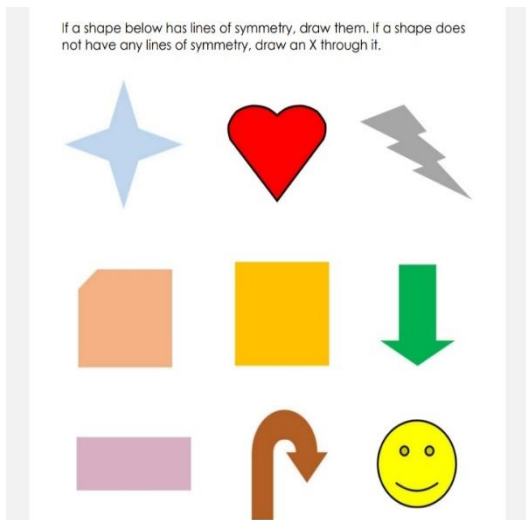 If a shape below has lines of symmetry, draw them. If a shape does
not have any lines of symmetry, draw an X through it.